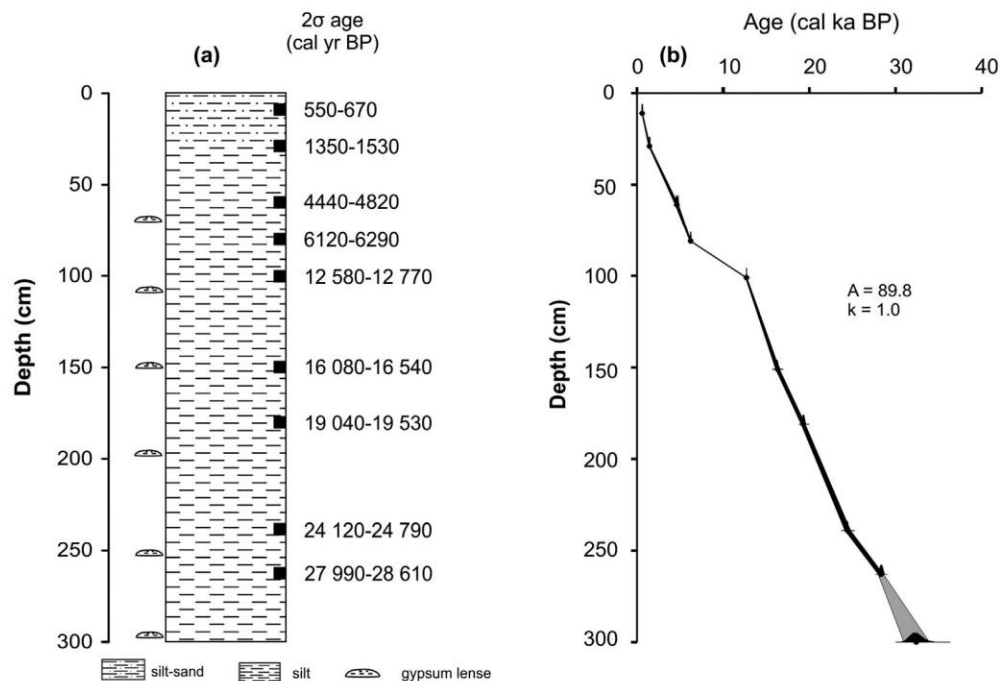 2σ age
(cal yr BP)
(a)
0
50
100
150
200
250
300
Depth (cm)
550-670
1350-1530
4440-4820
6120-6290
12 580-12 770
16 080-16 540
19 040-19 530
24 120-24 790
27 990-28 610
silt-sand
silt
gypsum lense
Age (cal ka BP)
0 10 20 30 40
(b)
0
50
100
150
200
250
300
Depth (cm)
A = 89.8
k = 1.0